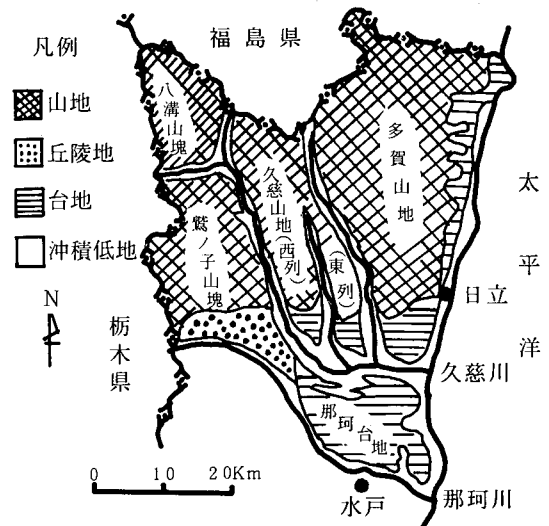 福島県
凡例
山地
丘陵地
台地
沖積低地
N
栃木県
八溝山塊
鷲ノ子山塊
久慈山地(西列)
(東列)
多賀山地
太平洋
日立
久慈川
那珂台地
0 10 20Km
水戸
那珂川